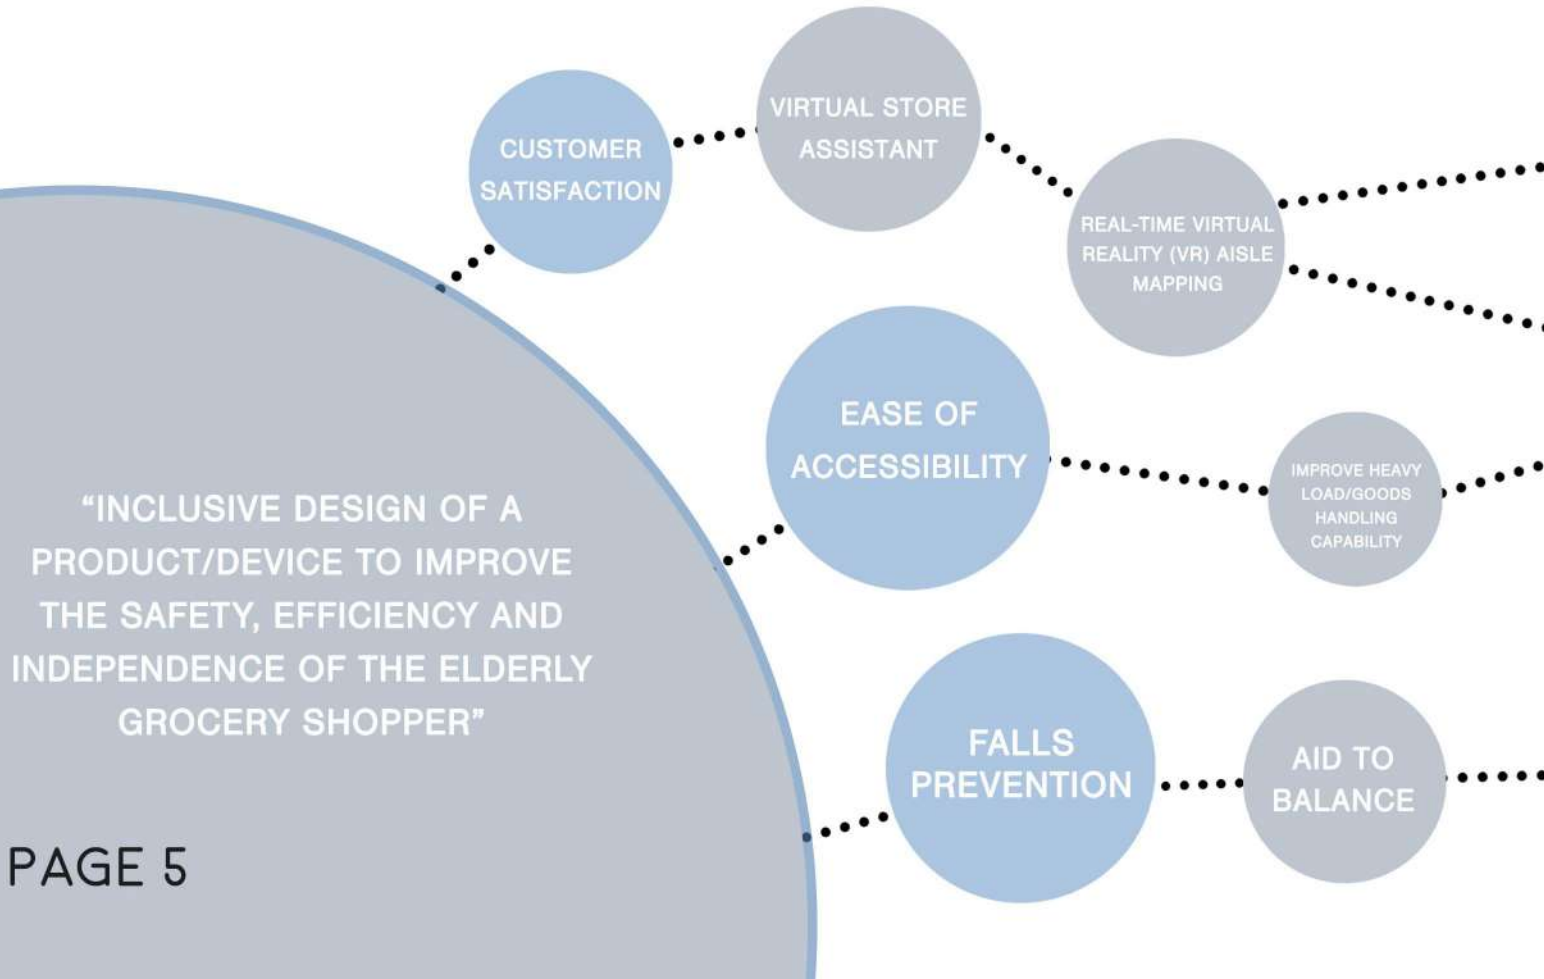 CUSTOMER
SATISFACTION
VIRTUAL STORE
ASSISTANT
REAL-TIME VIRTUAL
REALITY (VR) AISLE
MAPPING
EASE OF
ACCESSIBILITY
IMPROVE HEAVY
LOAD/GOODS
HANDLING
CAPABILITY
“INCLUSIVE DESIGN OF A
PRODUCT/DEVICE TO IMPROVE
THE SAFETY, EFFICIENCY AND
INDEPENDENCE OF THE ELDERLY
GROCERY SHOPPER”
FALLS
PREVENTION
AID TO
BALANCE
PAGE 5